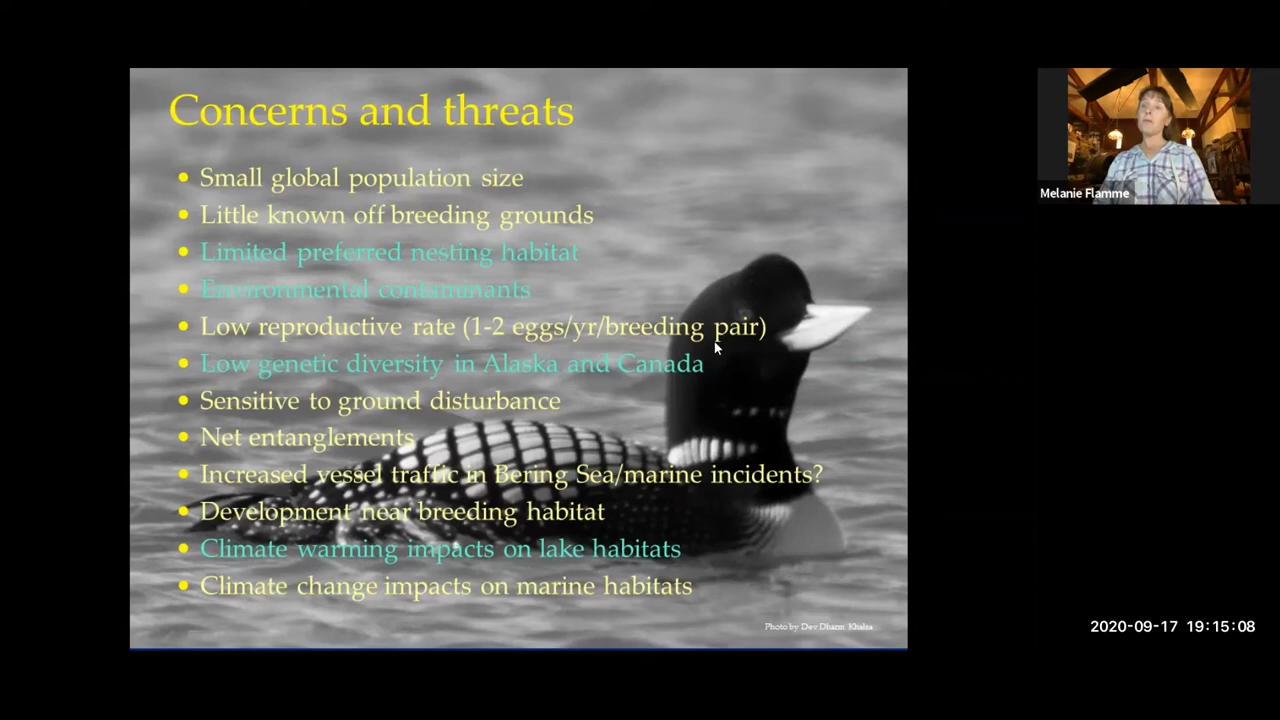 Concerns and threats
• Small global population size
• Little known off breeding grounds
• Limited preferred nesting habitat
• Environmental contaminants
• Low reproductive rate (1-2 eggs/yr/breeding pair)
• Low genetic diversity in Alaska and Canada
• Sensitive to ground disturbance
• Net entanglements
• Increased vessel traffic in Bering Sea/marine incidents?
• Development near breeding habitat
• Climate warming impacts on lake habitats
• Climate change impacts on marine habitats
Photo by Dev Dharm Khalsa
Melanie Flamme
2020-09-17 19:15:08